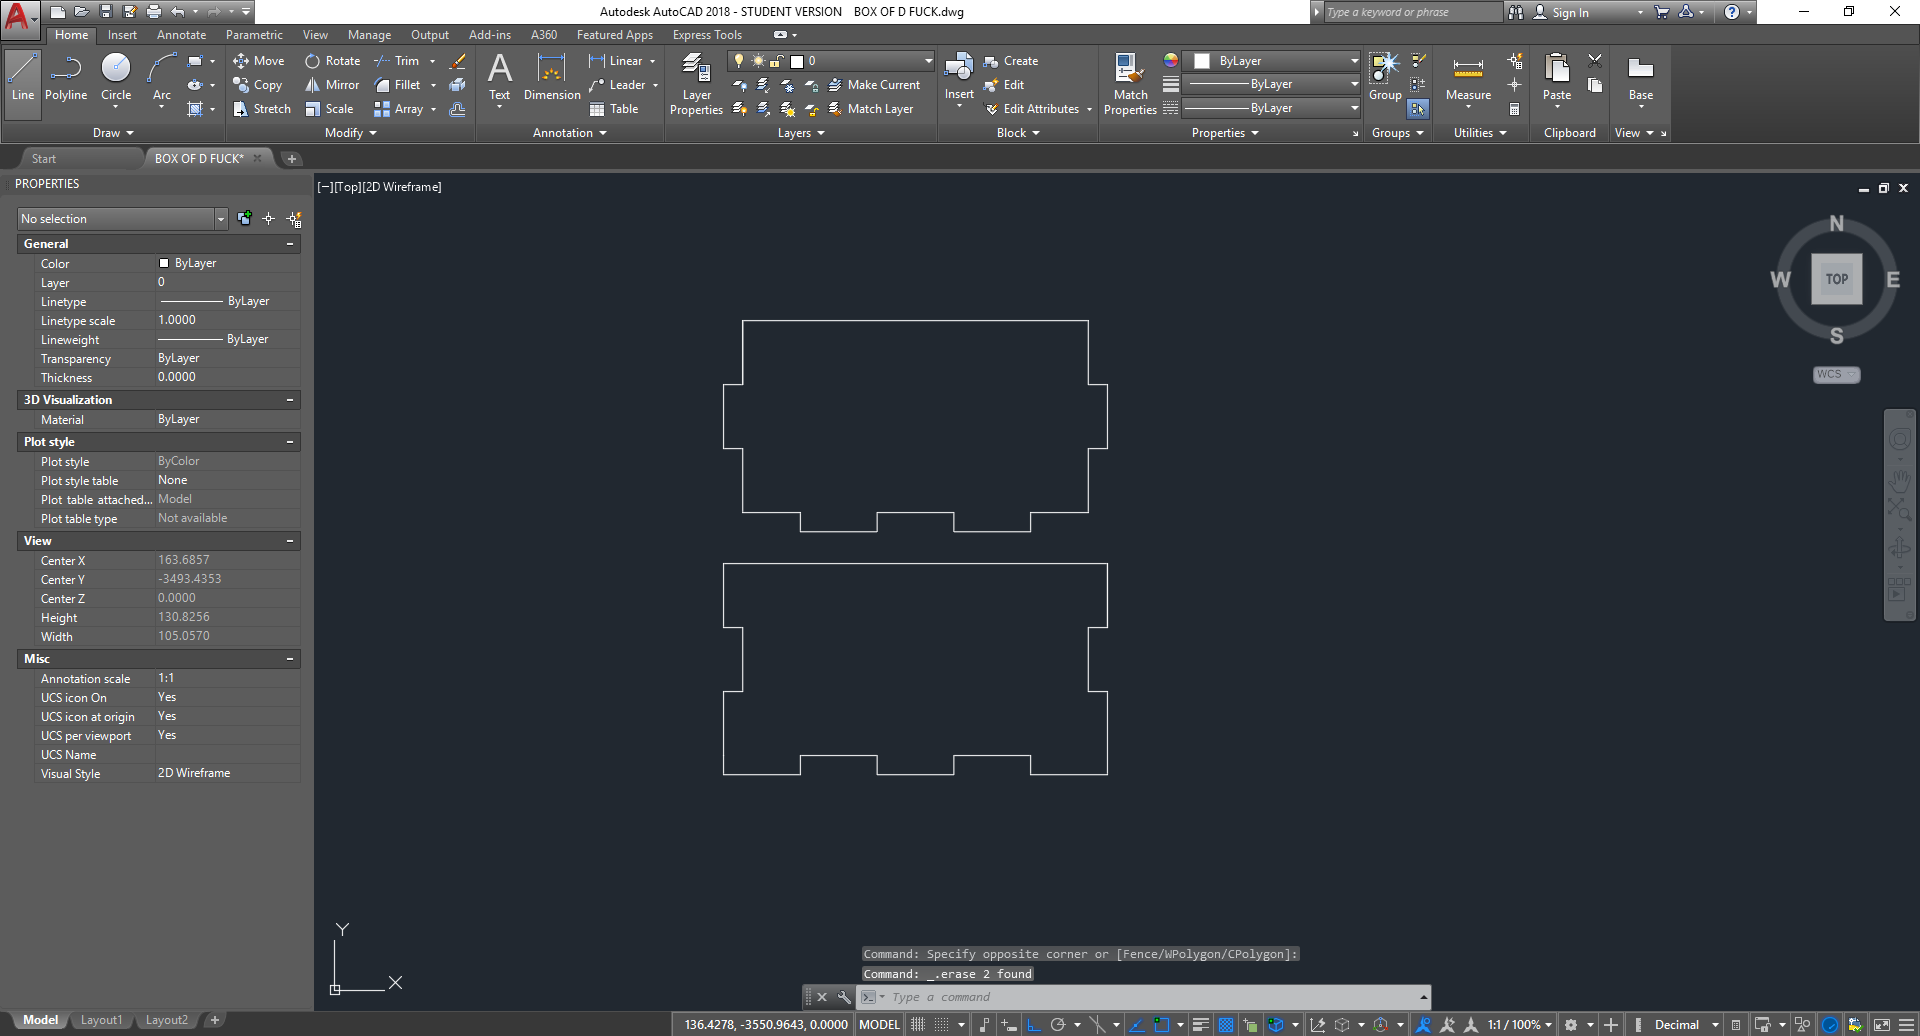 Autodesk AutoCAD 2018 - STUDENT VERSION BOX OF D FUCK.dwg
Type a keyword or phrase
Sign In
Home Insert Annotate Parametric View Manage Output Add-ins A360 Featured Apps Express Tools
Line Polyline Circle Arc
Move Rotate Trim
Copy Mirror Fillet
Stretch Scale Array
Text Dimension
Linear
Leader
Table
Layer Properties
0
Make Current
Match Layer
Insert
Create
Edit
Edit Attributes
Match Properties
ByLayer
ByLayer
ByLayer
Group
Measure
Paste
Base
Draw Modify Annotation Layers Block Properties Groups Utilities Clipboard View
Start
BOX OF D FUCK*
PROPERTIES
[−][Top][2D Wireframe]
No selection
General
Color ByLayer
Layer 0
Linetype ByLayer
Linetype scale 1.0000
Lineweight ByLayer
Transparency ByLayer
Thickness 0.0000
3D Visualization
Material ByLayer
Plot style
Plot style ByColor
Plot style table None
Plot table attached... Model
Plot table type Not available
View
Center X 163.6857
Center Y -3493.4353
Center Z 0.0000
Height 130.8256
Width 105.0570
Misc
Annotation scale 1:1
UCS icon On Yes
UCS icon at origin Yes
UCS per viewport Yes
UCS Name
Visual Style 2D Wireframe
N
W TOP E
S
WCS
Y
X
Command: Specify opposite corner or [Fence/WPolygon/CPolygon]:
Command: _.erase 2 found
Type a command
Model Layout1 Layout2
136.4278, -3550.9643, 0.0000 MODEL
1:1 / 100%
Decimal